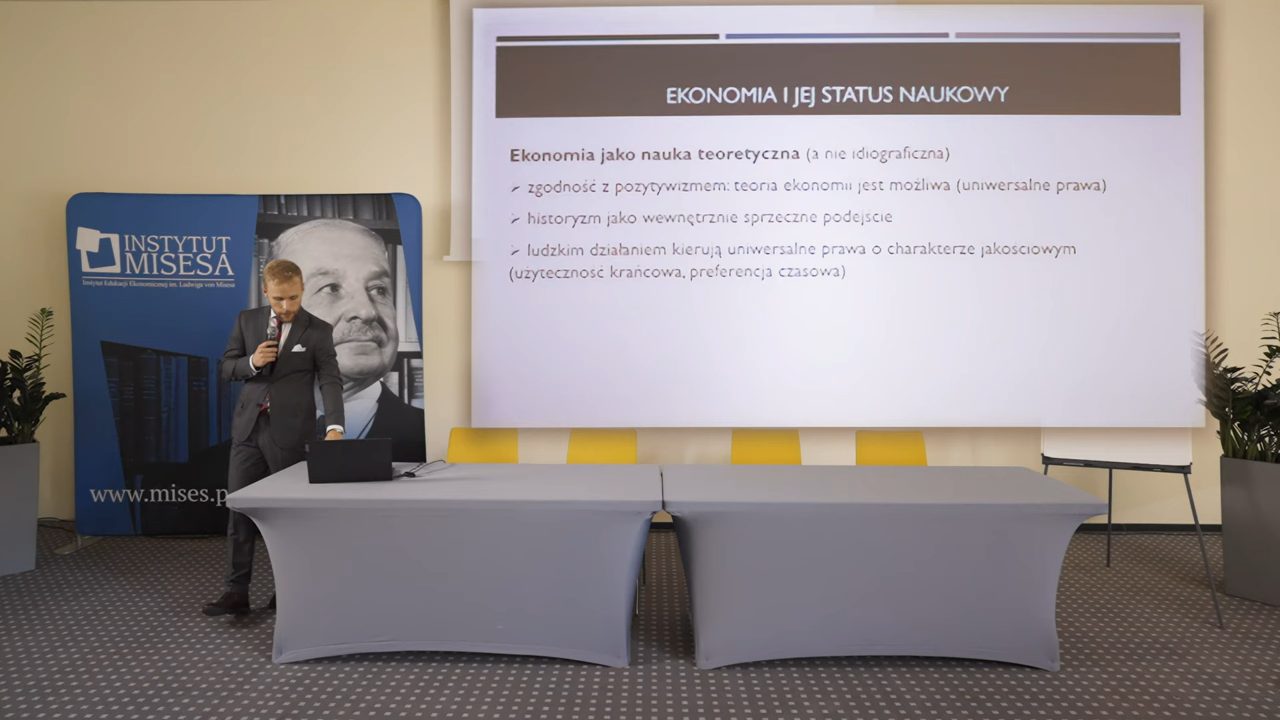 EKONOMIA I JEJ STATUS NAUKOWY
Ekonomia jako nauka teoretyczna (a nie idiograficzna)
➢ zgodność z pozytywizmem: teoria ekonomii jest możliwa (uniwersalne prawa)
➢ historyzm jako wewnętrznie sprzeczne podejście
➢ ludzkim działaniem kierują uniwersalne prawa o charakterze jakościowym
(użyteczność krańcowa, preferencja czasowa)
INSTYTUT
MISESA
Instytut Edukacji Ekonomicznej im. Ludwiga von Misesa
www.mises.p